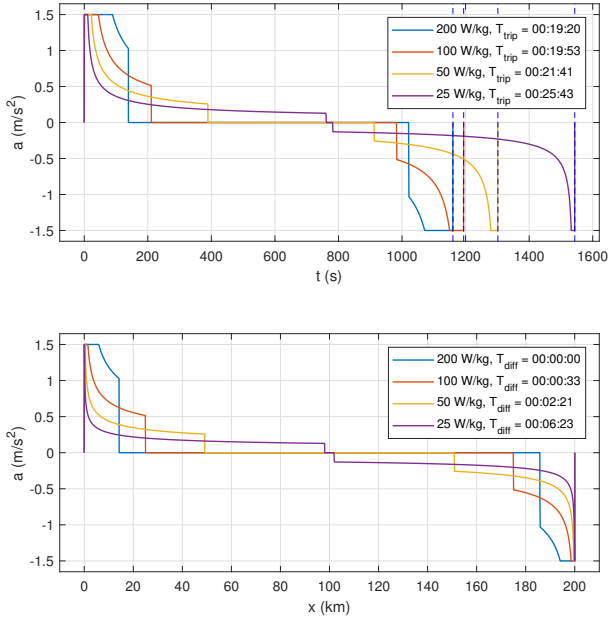 1.5
1
0.5
0
-0.5
-1
-1.5
a (m/s²)
200 W/kg, T_trip = 00:19:20
100 W/kg, T_trip = 00:19:53
50 W/kg, T_trip = 00:21:41
25 W/kg, T_trip = 00:25:43
0 200 400 600 800 1000 1200 1400 1600
t (s)
1.5
1
0.5
0
-0.5
-1
-1.5
a (m/s²)
200 W/kg, T_diff = 00:00:00
100 W/kg, T_diff = 00:00:33
50 W/kg, T_diff = 00:02:21
25 W/kg, T_diff = 00:06:23
0 20 40 60 80 100 120 140 160 180 200
x (km)